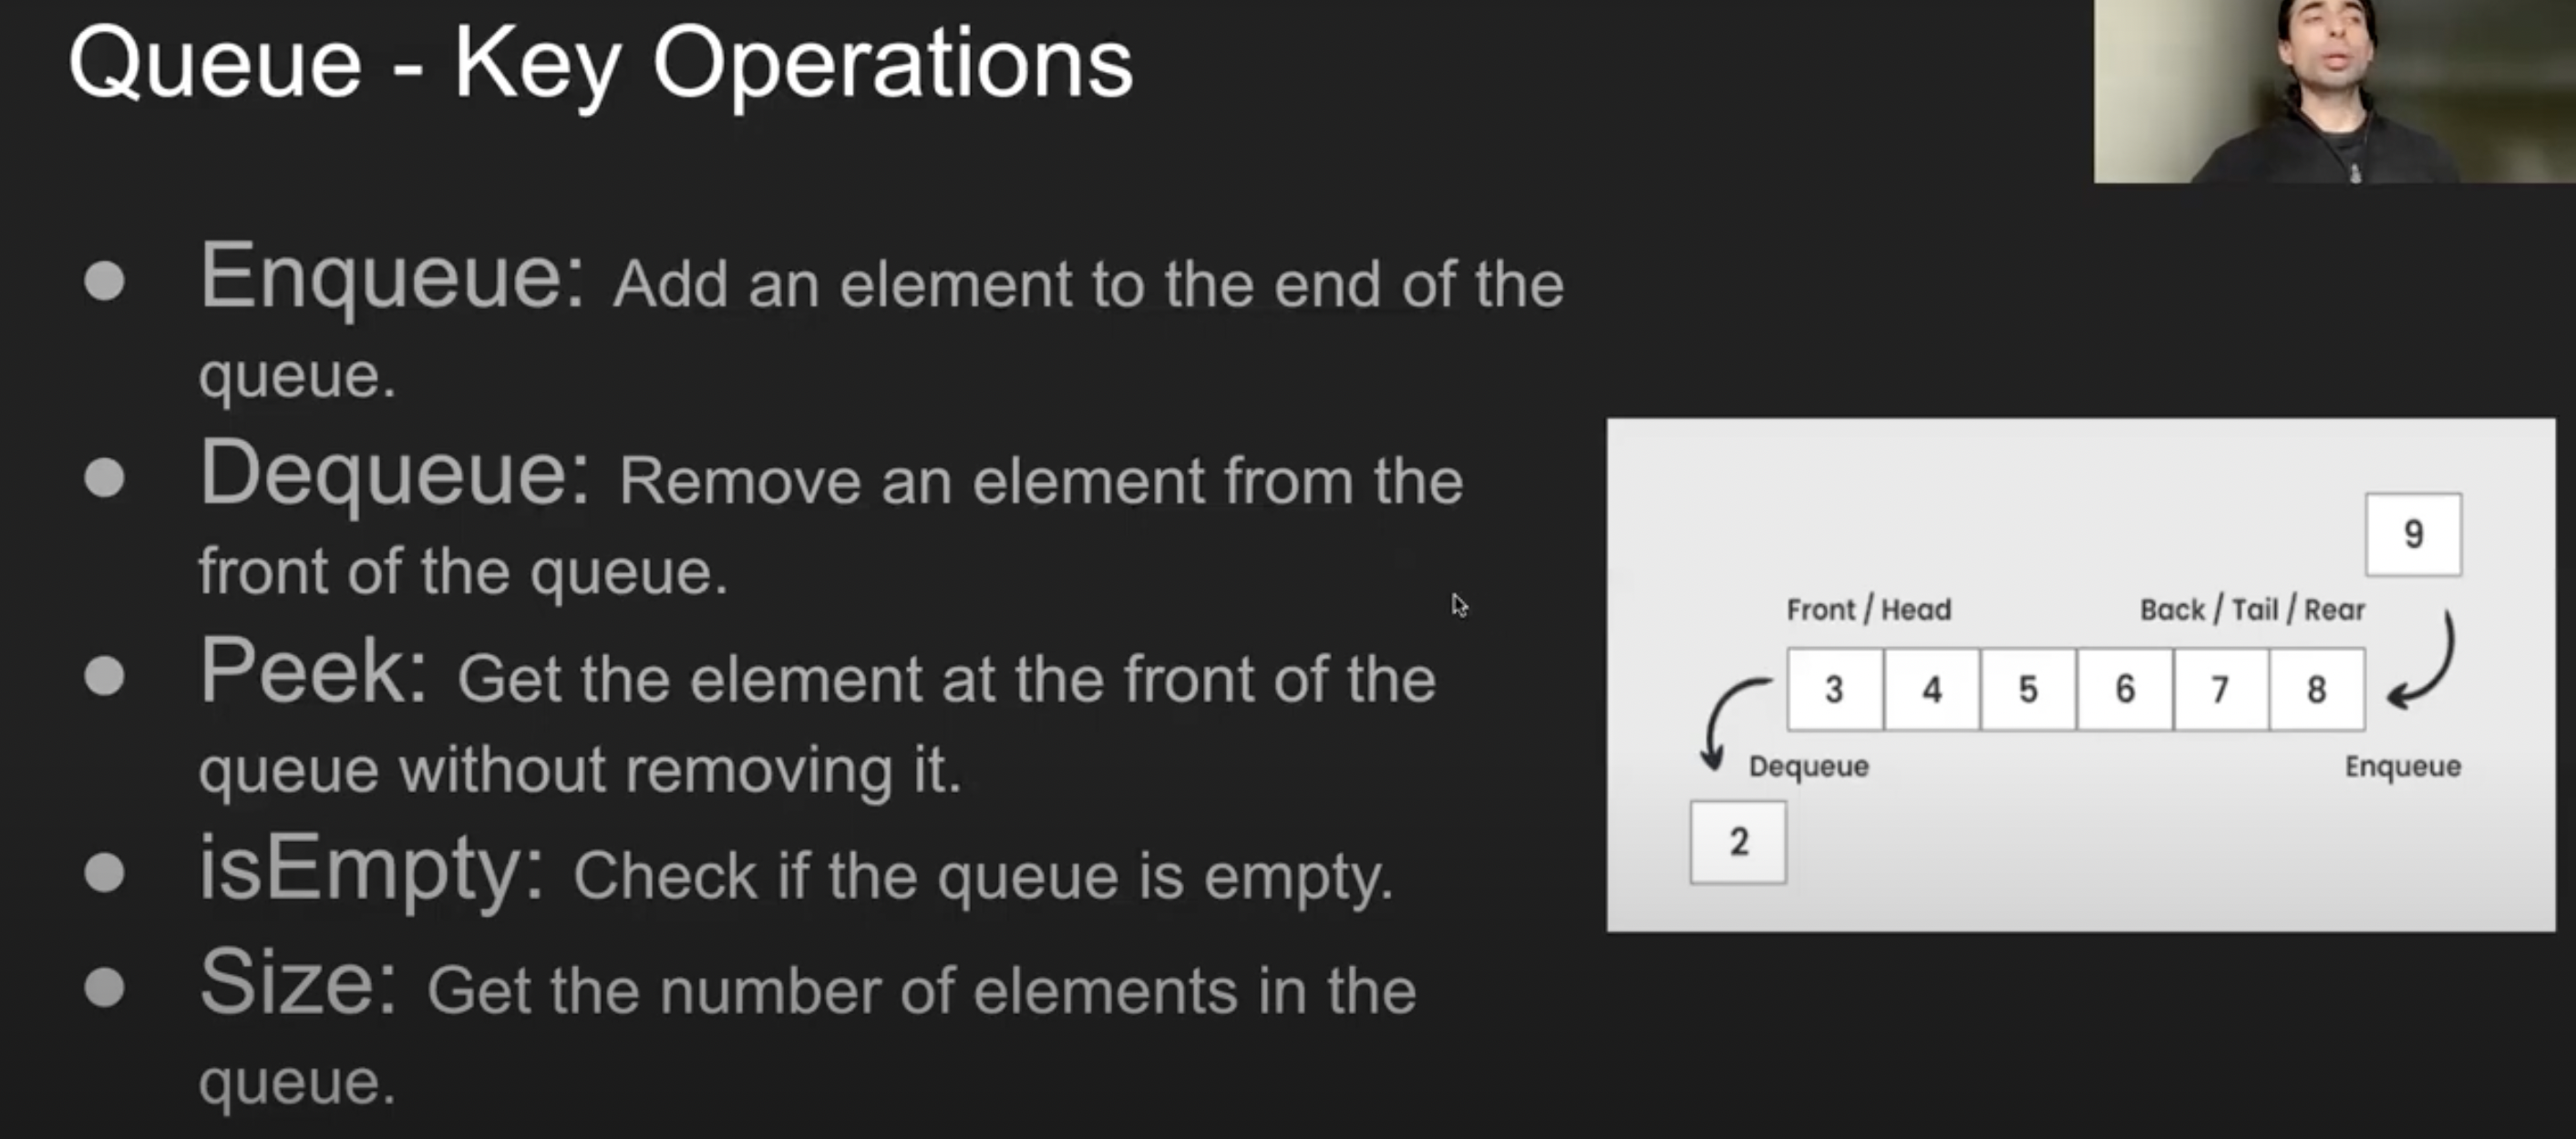 Queue - Key Operations
● Enqueue: Add an element to the end of the
queue.
● Dequeue: Remove an element from the
front of the queue.
● Peek: Get the element at the front of the
queue without removing it.
● isEmpty: Check if the queue is empty.
● Size: Get the number of elements in the
queue.
9
Front / Head Back / Tail / Rear
3 4 5 6 7 8
Dequeue Enqueue
2